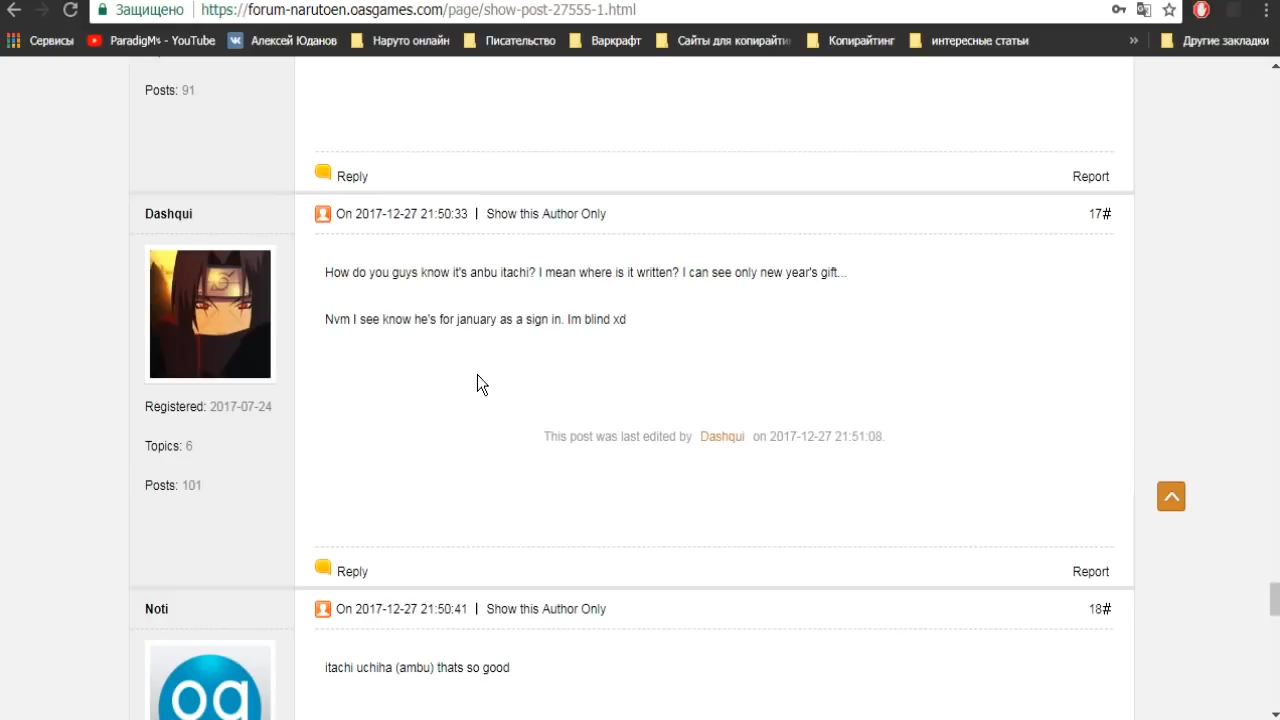 Защищено https://forum-narutoen.oasgames.com/page/show-post-27555-1.html
Сервисы ParadigMs - YouTube Алексей Юданов Наруто онлайн Писательство Варкрафт Сайты для копирайти Копирайтинг интересные статьи » Другие закладки
Posts: 91
Reply Report
Dashqui On 2017-12-27 21:50:33 | Show this Author Only 17#
How do you guys know it's anbu itachi? I mean where is it written? I can see only new year's gift...
Nvm I see know he's for january as a sign in. Im blind xd
Registered: 2017-07-24
This post was last edited by Dashqui on 2017-12-27 21:51:08.
Topics: 6
Posts: 101
Reply Report
Noti On 2017-12-27 21:50:41 | Show this Author Only 18#
itachi uchiha (ambu) thats so good
oa